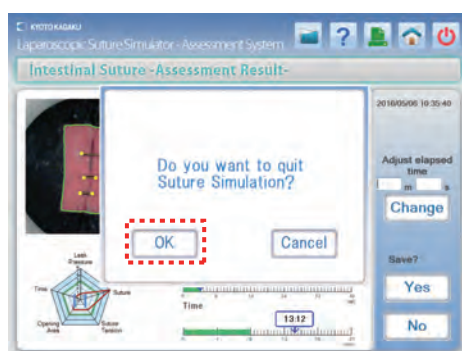 KYOTO KAGAKU
Laparoscopic Suture Simulator - Assessment System
?
Intestinal Suture -Assessment Result-
2016/05/06 10:35:40
Do you want to quit
Suture Simulation?
OK
Cancel
Adjust elapsed
time
m
s
Change
Save?
Yes
No
Leak
Pressure
Time
Suture
Opening
Area
Suture
Tension
Time
13:12